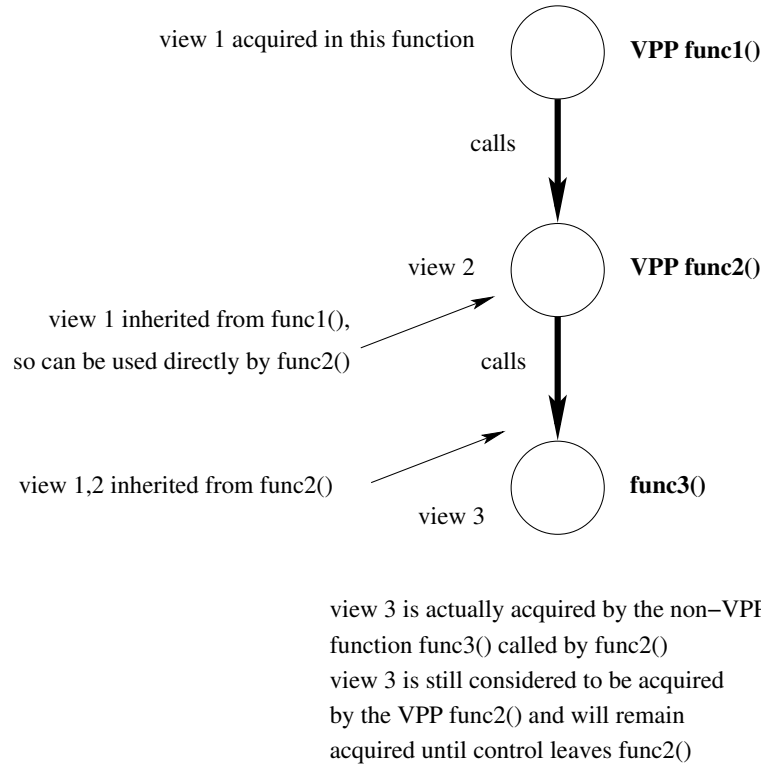 view 1 acquired in this function
VPP func1()
calls
view 2
VPP func2()
view 1 inherited from func1(),
so can be used directly by func2()
calls
view 1,2 inherited from func2()
func3()
view 3
view 3 is actually acquired by the non−VPP
function func3() called by func2()
view 3 is still considered to be acquired
by the VPP func2() and will remain
acquired until control leaves func2()